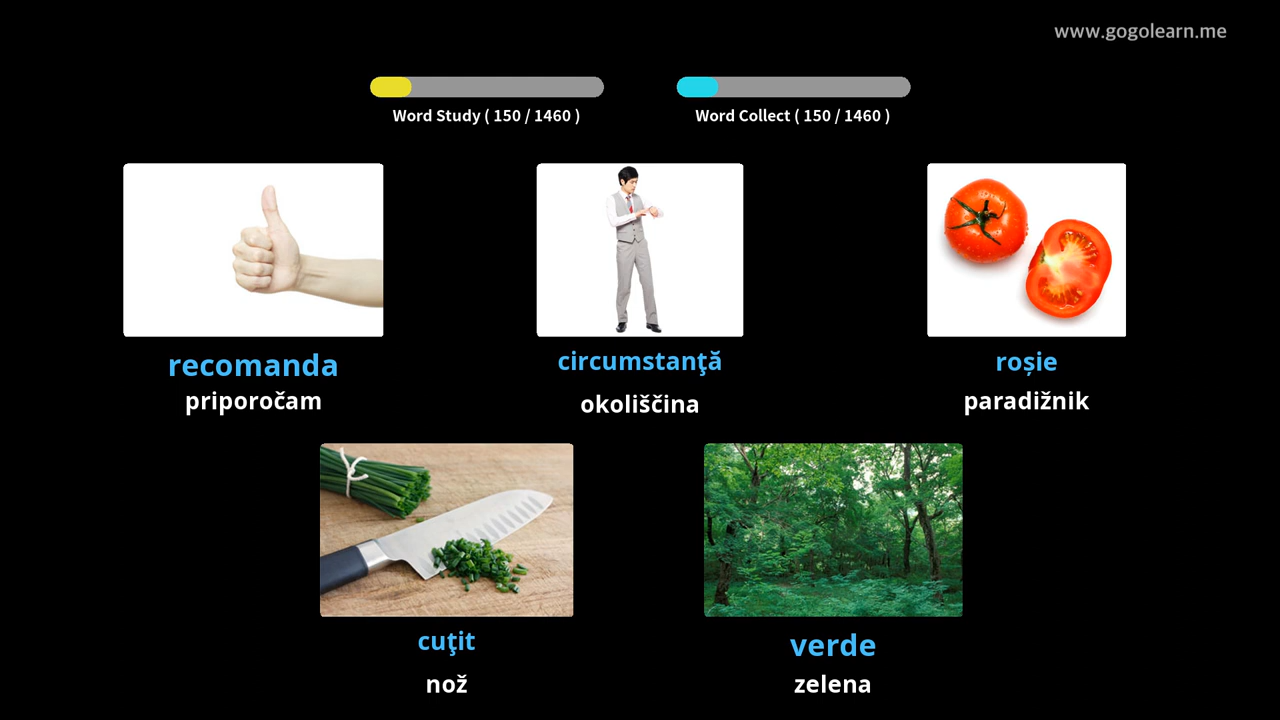 www.gogolearn.me
Word Study ( 150 / 1460 )
Word Collect ( 150 / 1460 )
recomanda
priporočam
circumstanţă
okoliščina
roșie
paradižnik
cuţit
nož
verde
zelena